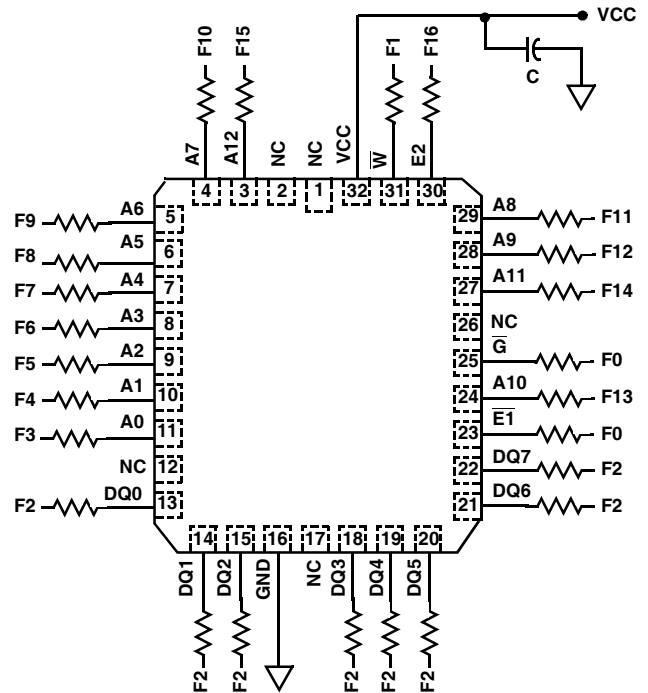 VCC
C
F10 F15 F1 F16
A7 A12 NC NC VCC W̅ E2
4 3 2 1 32 31 30
F9 A6 5
F8 A5 6
F7 A4 7
F6 A3 8
F5 A2 9
F4 A1 10
F3 A0 11
NC 12
F2 DQ0 13
29 A8 F11
28 A9 F12
27 A11 F14
26 NC
25 G̅ F0
24 A10 F13
23 E̅1̅ F0
22 DQ7 F2
21 DQ6 F2
14 15 16 17 18 19 20
DQ1 DQ2 GND NC DQ3 DQ4 DQ5
F2 F2 F2 F2 F2